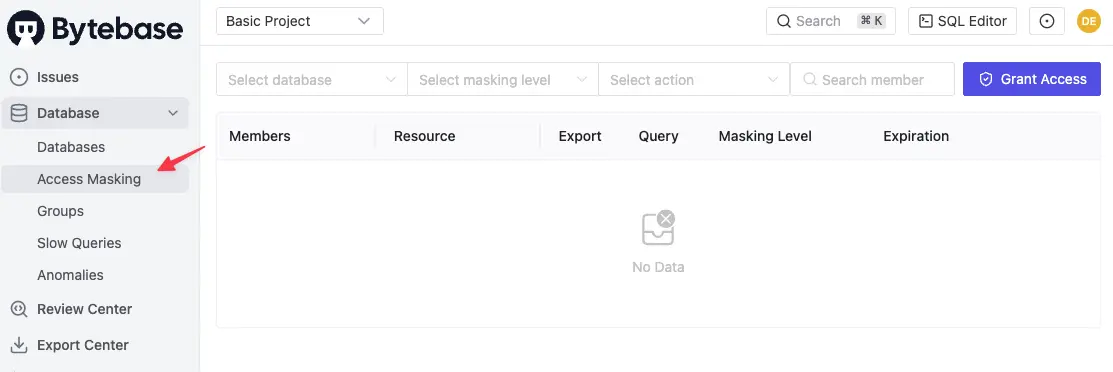 Bytebase
Basic Project
Search ⌘ K
SQL Editor
DE
Issues
Database
Databases
Access Masking
Groups
Slow Queries
Anomalies
Review Center
Export Center
Select database
Select masking level
Select action
Search member
Grant Access
Members Resource Export Query Masking Level Expiration
No Data